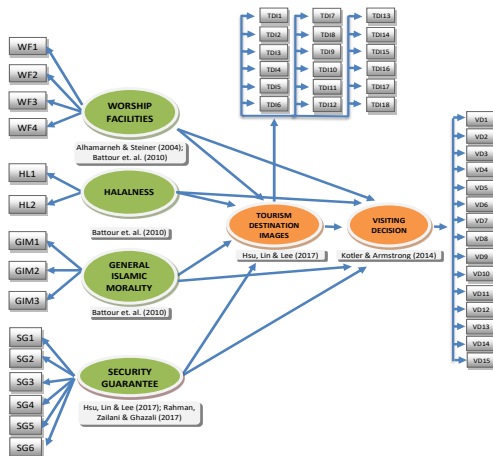 WF1
WF2
WF3
WF4
WORSHIP
FACILITIES
Alhamarneh & Steiner (2004);
Battour et. al. (2010)
HL1
HL2
HALALNESS
Battour et. al. (2010)
GIM1
GIM2
GIM3
GENERAL
ISLAMIC
MORALITY
Battour et. al. (2010)
SG1
SG2
SG3
SG4
SG5
SG6
SECURITY
GUARANTEE
Hsu, Lin & Lee (2017); Rahman,
Zailani & Ghazali (2017)
TDI1
TDI2
TDI3
TDI4
TDI5
TDI6
TDI7
TDI8
TDI9
TDI10
TDI11
TDI12
TDI13
TDI14
TDI15
TDI16
TDI17
TDI18
TOURISM
DESTINATION
IMAGES
Hsu, Lin & Lee (2017)
VISITING
DECISION
Kotler & Armstrong (2014)
VD1
VD2
VD3
VD4
VD5
VD6
VD7
VD8
VD9
VD10
VD11
VD12
VD13
VD14
VD15